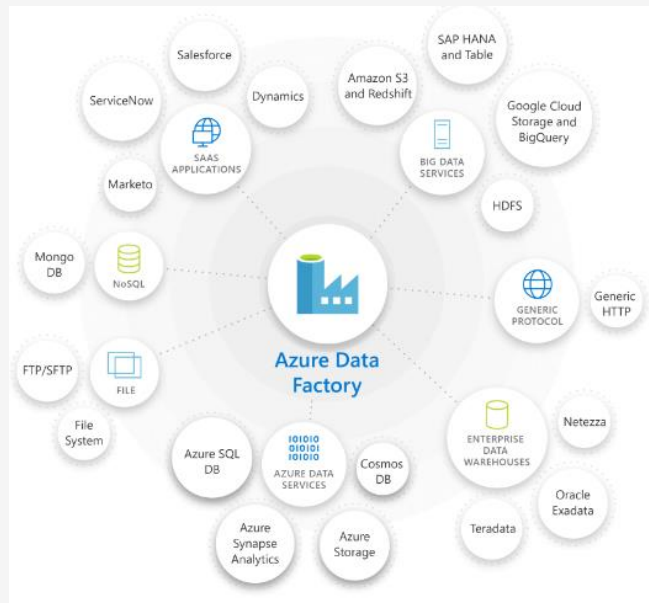 Salesforce
ServiceNow
Dynamics
SAAS
APPLICATIONS
Marketo
SAP HANA
and Table
Amazon S3
and Redshift
Google Cloud
Storage and
BigQuery
BIG DATA
SERVICES
HDFS
Mongo
DB
NoSQL
GENERIC
PROTOCOL
Generic
HTTP
FTP/SFTP
FILE
File
System
Azure Data
Factory
Azure SQL
DB
010101
AZURE DATA
SERVICES
Cosmos
DB
Azure
Synapse
Analytics
Azure
Storage
ENTERPRISE
DATA
WAREHOUSES
Netezza
Oracle
Exadata
Teradata